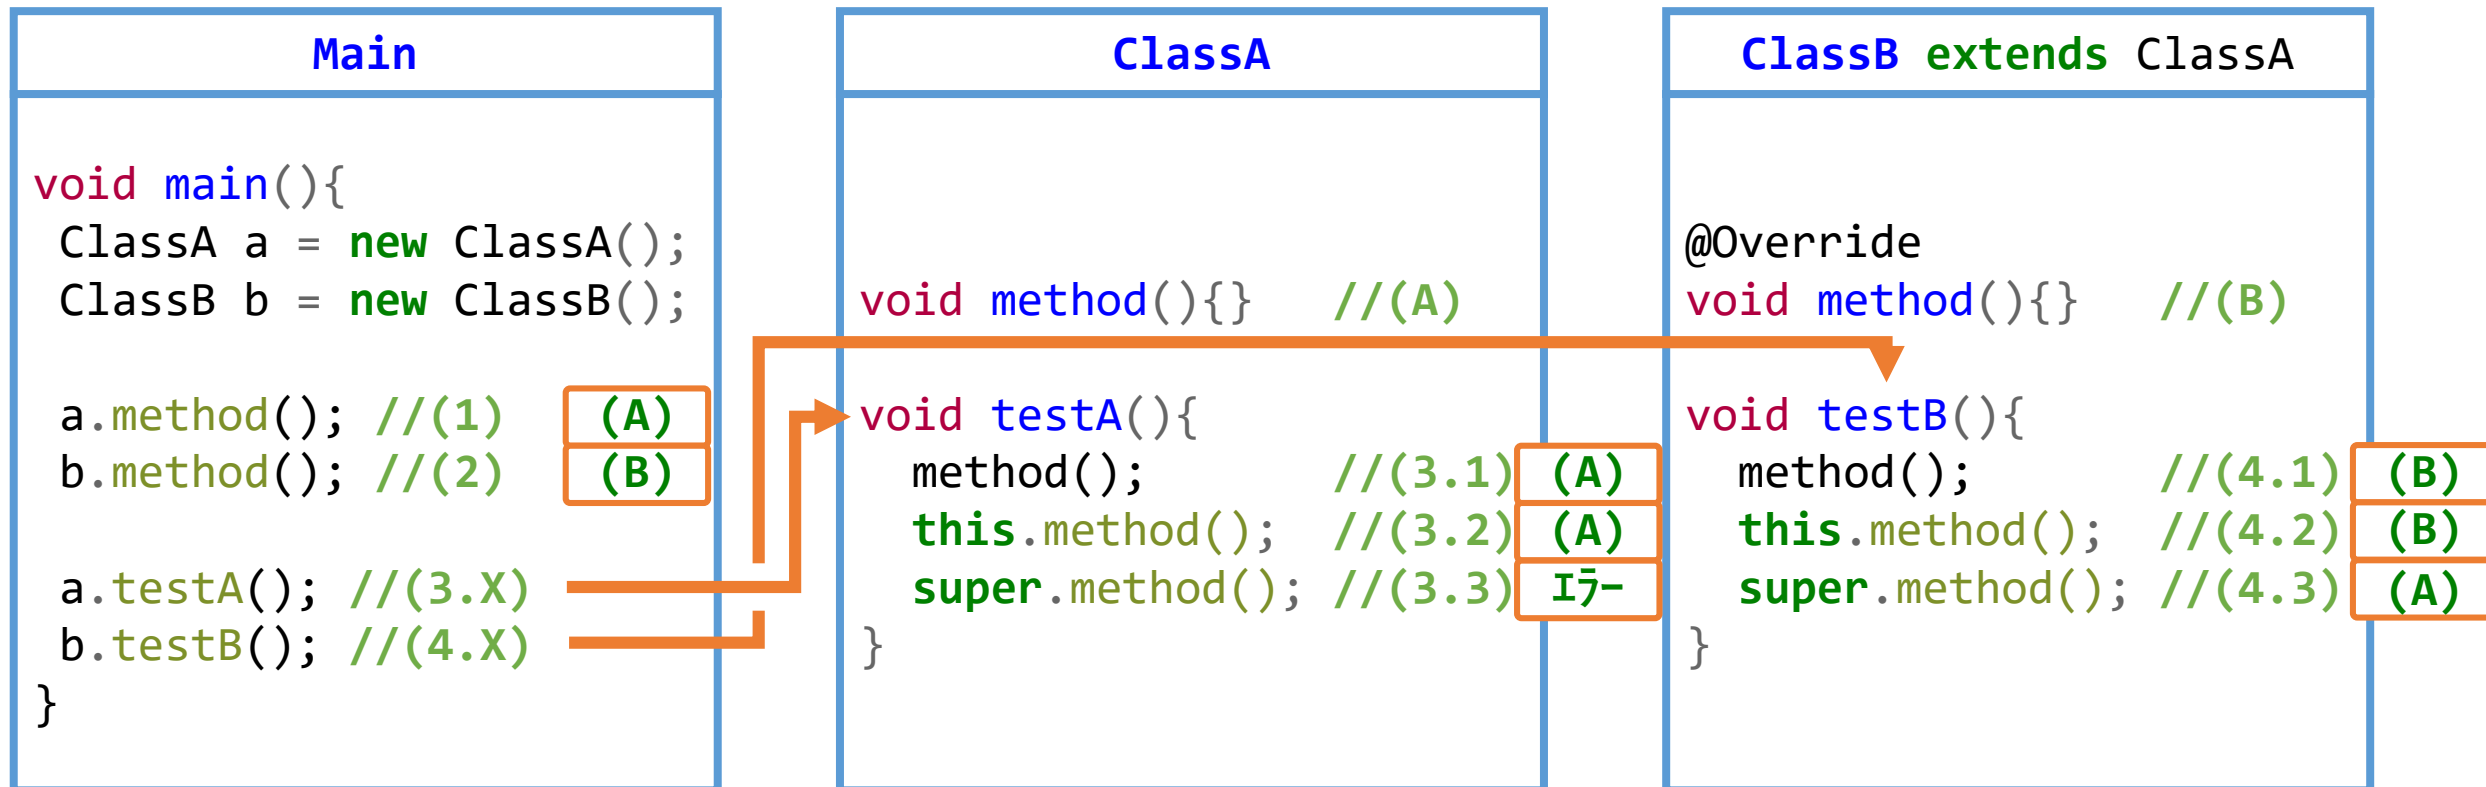 Main
void main(){
ClassA a = new ClassA();
ClassB b = new ClassB();
a.method(); //(1) (A)
b.method(); //(2) (B)
a.testA(); //(3.X)
b.testB(); //(4.X)
}
ClassA
void method(){} //(A)
void testA(){
method(); //(3.1) (A)
this.method(); //(3.2) (A)
super.method(); //(3.3) ｴﾗｰ
}
ClassB extends ClassA
@Override
void method(){} //(B)
void testB(){
method(); //(4.1) (B)
this.method(); //(4.2) (B)
super.method(); //(4.3) (A)
}